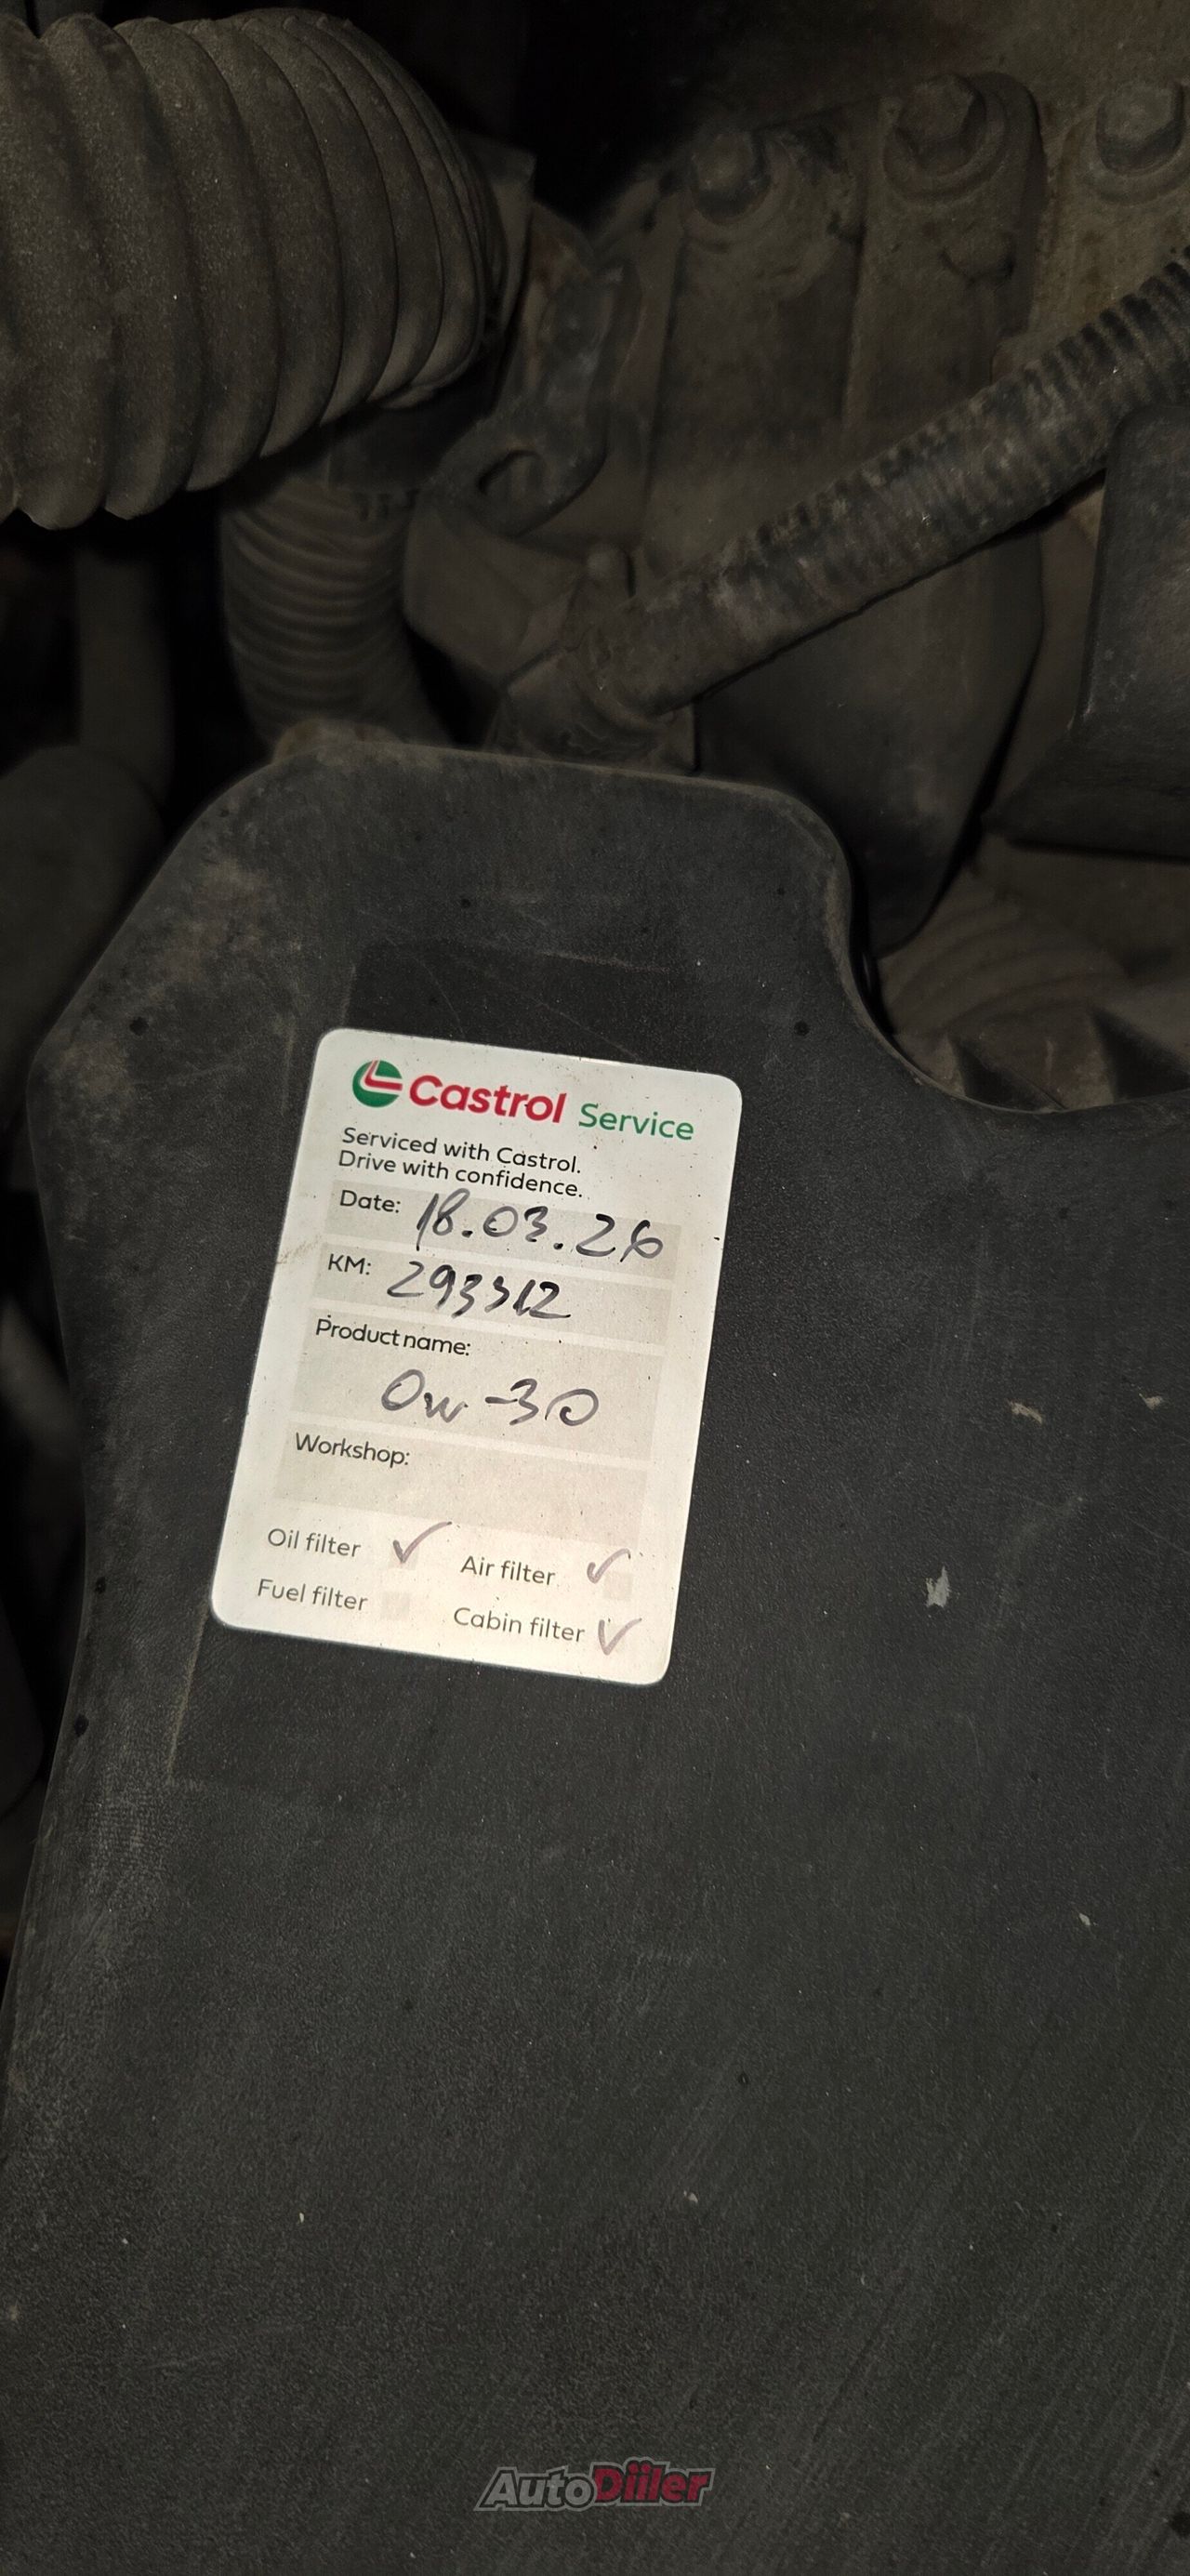 Castrol Service
Serviced with Castrol.
Drive with confidence.
Date: 18.03.26
KM: 293312
Product name:
0w-30
Workshop:
Oil filter ✓ Air filter ✓
Fuel filter Cabin filter ✓
AutoDiiler